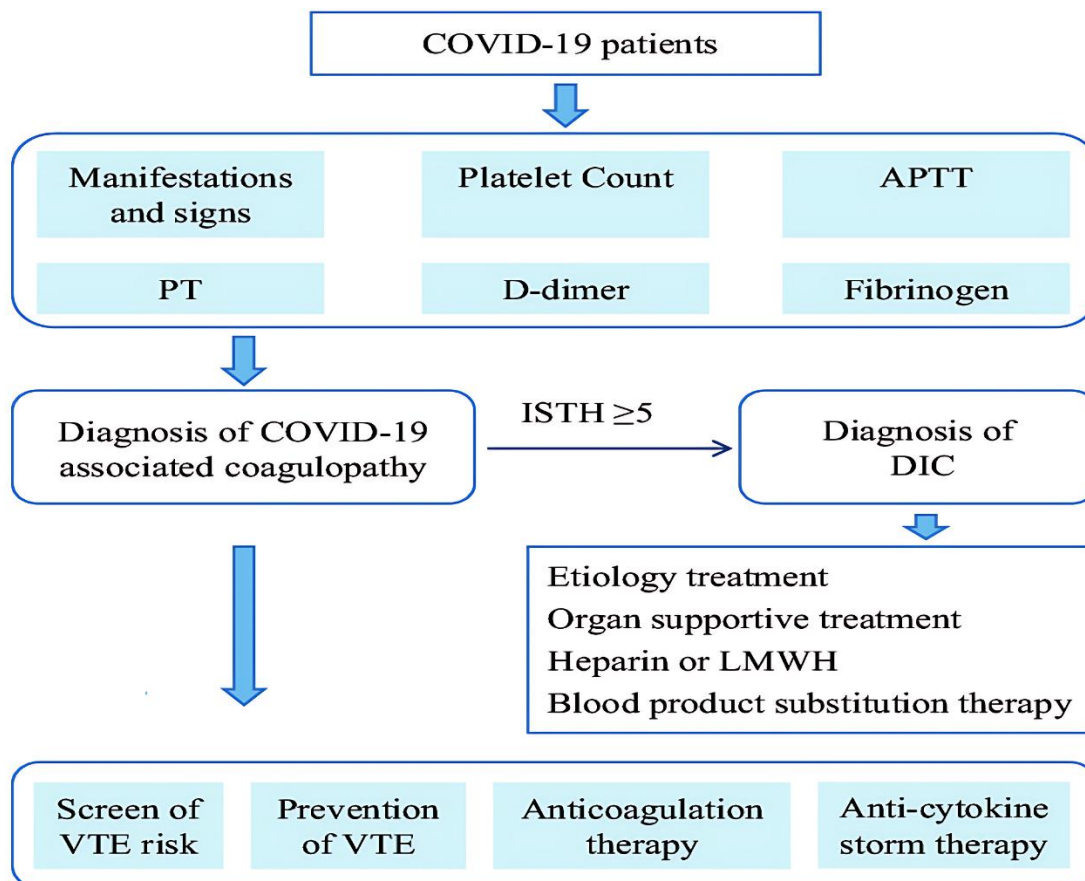 COVID-19 patients
Manifestations
and signs
Platelet Count
APTT
PT
D-dimer
Fibrinogen
Diagnosis of COVID-19
associated coagulopathy
ISTH ≥5
Diagnosis of
DIC
Etiology treatment
Organ supportive treatment
Heparin or LMWH
Blood product substitution therapy
Screen of
VTE risk
Prevention
of VTE
Anticoagulation
therapy
Anti-cytokine
storm therapy